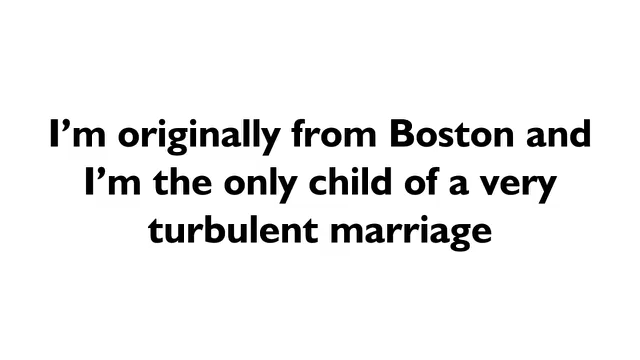 I’m originally from Boston and
I’m the only child of a very
turbulent marriage